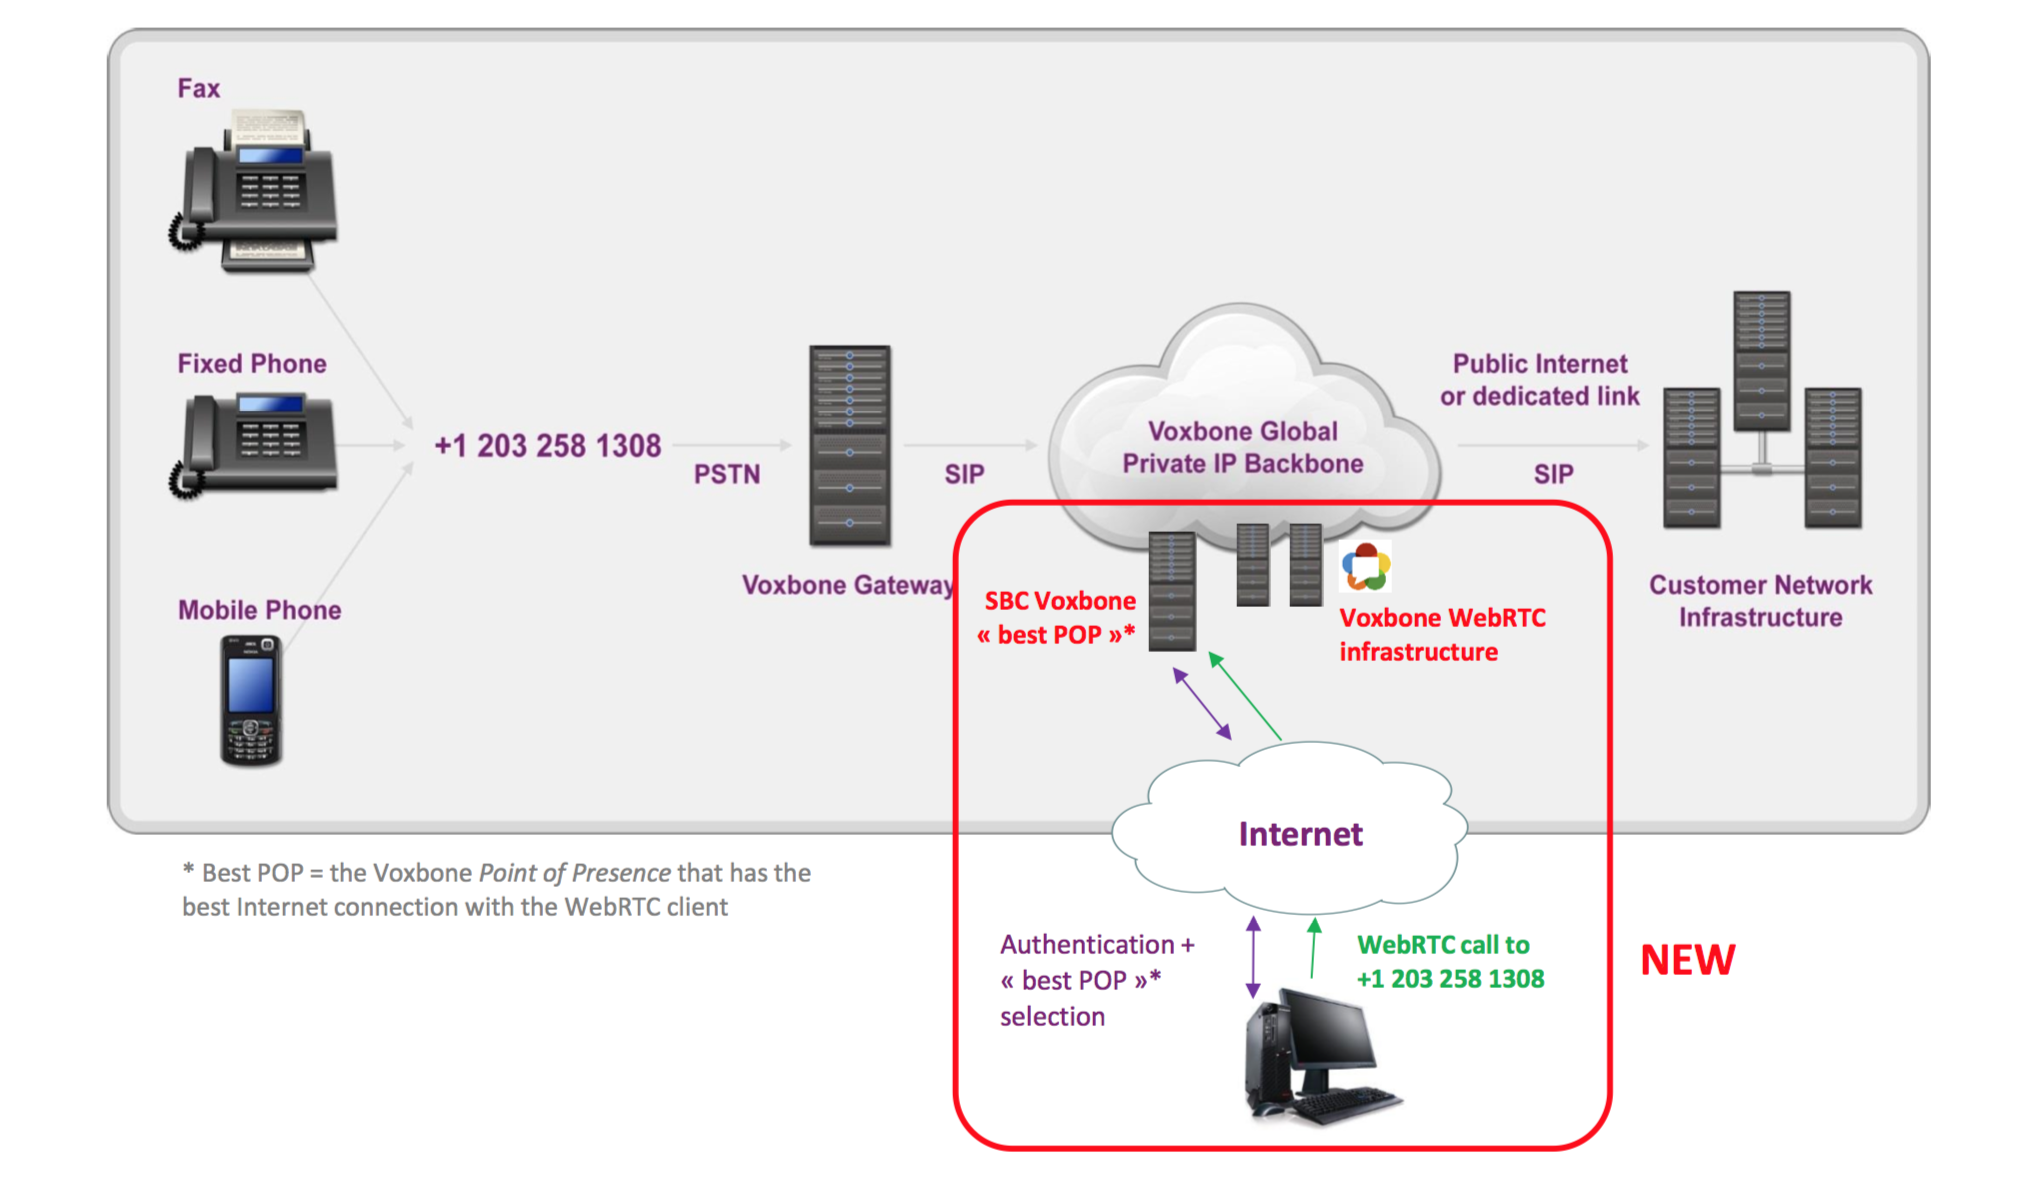 Fax
Fixed Phone
Mobile Phone
+1 203 258 1308
PSTN
Voxbone Gateway
SIP
Voxbone Global
Private IP Backbone
Public Internet
or dedicated link
SIP
Customer Network
Infrastructure
SBC Voxbone
« best POP »*
Voxbone WebRTC
infrastructure
Internet
* Best POP = the Voxbone Point of Presence that has the
best Internet connection with the WebRTC client
Authentication +
« best POP »*
selection
WebRTC call to
+1 203 258 1308
NEW